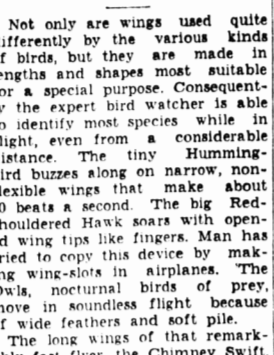 Not only are wings used quite
ifferently by the various kinds
f birds, but they are made in
engths and shapes most suitable
or a special purpose. Consequent-
y the expert bird watcher is able
o identify most species while in
light, even from a considerable
istance. The tiny Humming-
ird buzzes along on narrow, non-
lexible wings that make about
0 beats a second. The big Red-
houldered Hawk soars with open-
d wing tips like fingers. Man has
ried to copy this device by mak-
ng wing-slots in airplanes. The
Owls, nocturnal birds of prey,
nove in soundless flight because
f wide feathers and soft pile.
The long wings of that remark-
bly fast flyer, the Chimney Swift